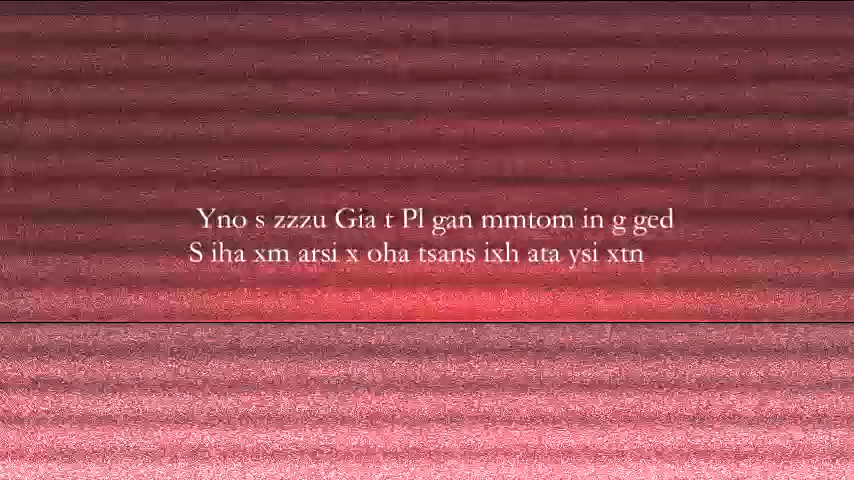 Yno s zzzu Gia t Pl gan mmtom in g ged
S iha xm arsi x oha tsans ixh ata ysi xtn